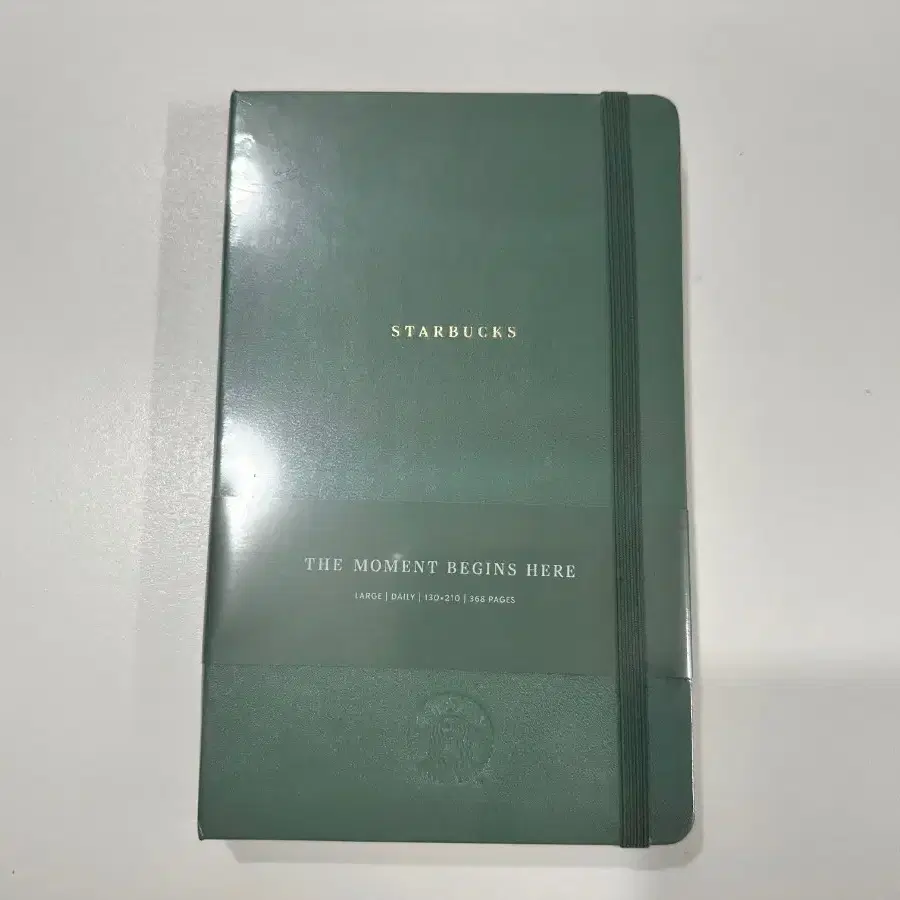 STARBUCKS
THE MOMENT BEGINS HERE
LARGE | DAILY | 130×210 | 368 PAGES